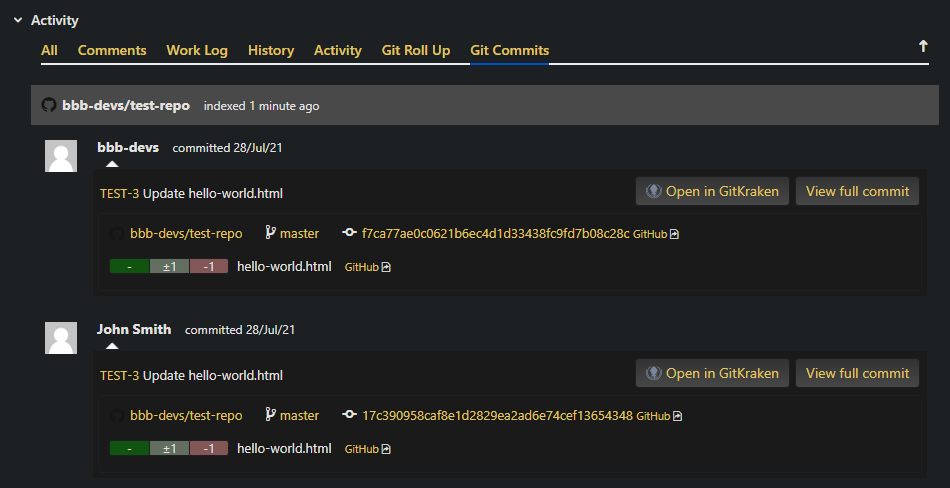 Activity
All Comments Work Log History Activity Git Roll Up Git Commits
bbb-devs/test-repo indexed 1 minute ago
bbb-devs committed 28/Jul/21
TEST-3 Update hello-world.html Open in GitKraken View full commit
bbb-devs/test-repo master f7ca77ae0c0621b6ec4d1d33438fc9fd7b08c28c GitHub
- ±1 -1 hello-world.html GitHub
John Smith committed 28/Jul/21
TEST-3 Update hello-world.html Open in GitKraken View full commit
bbb-devs/test-repo master 17c390958caf8e1d2829ea2ad6e74cef13654348 GitHub
- ±1 -1 hello-world.html GitHub